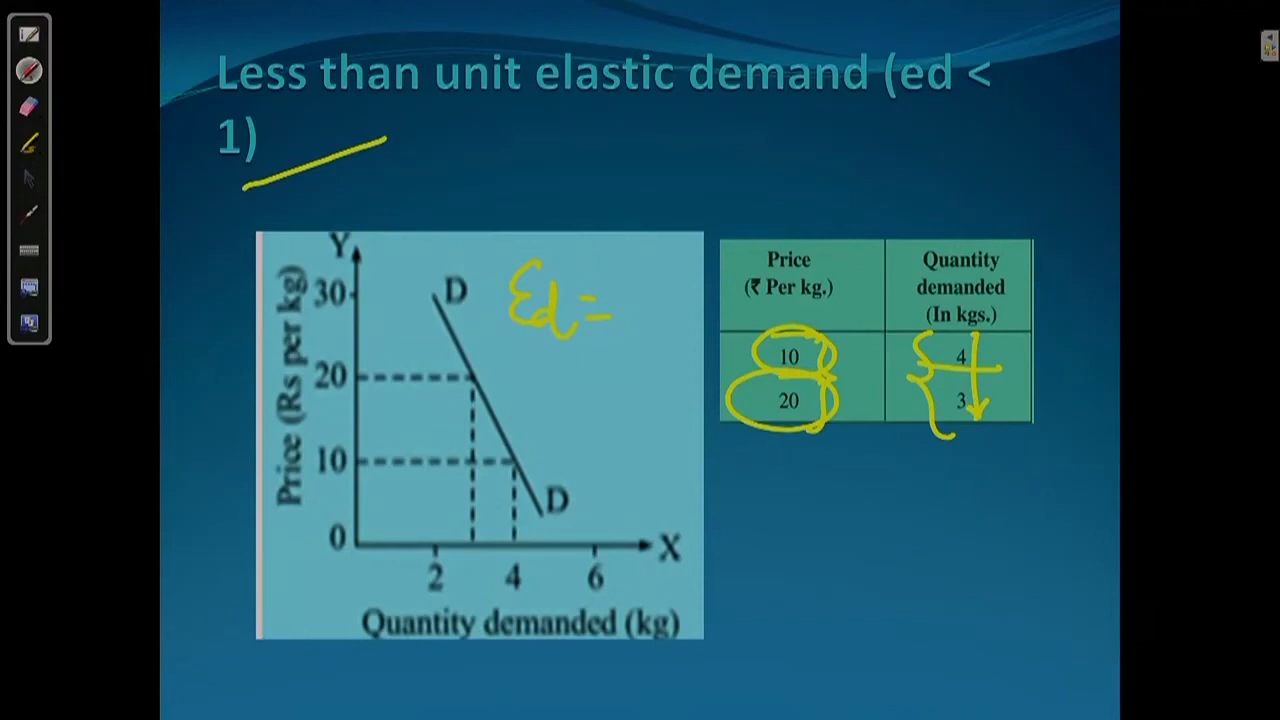 Less than unit elastic demand (ed <
1)
Y
30
20
10
0
Price (Rs per kg)
D
D
Ed=
X
2 4 6
Quantity demanded (kg)
Price
(₹ Per kg.)
Quantity
demanded
(In kgs.)
10 4
20 3